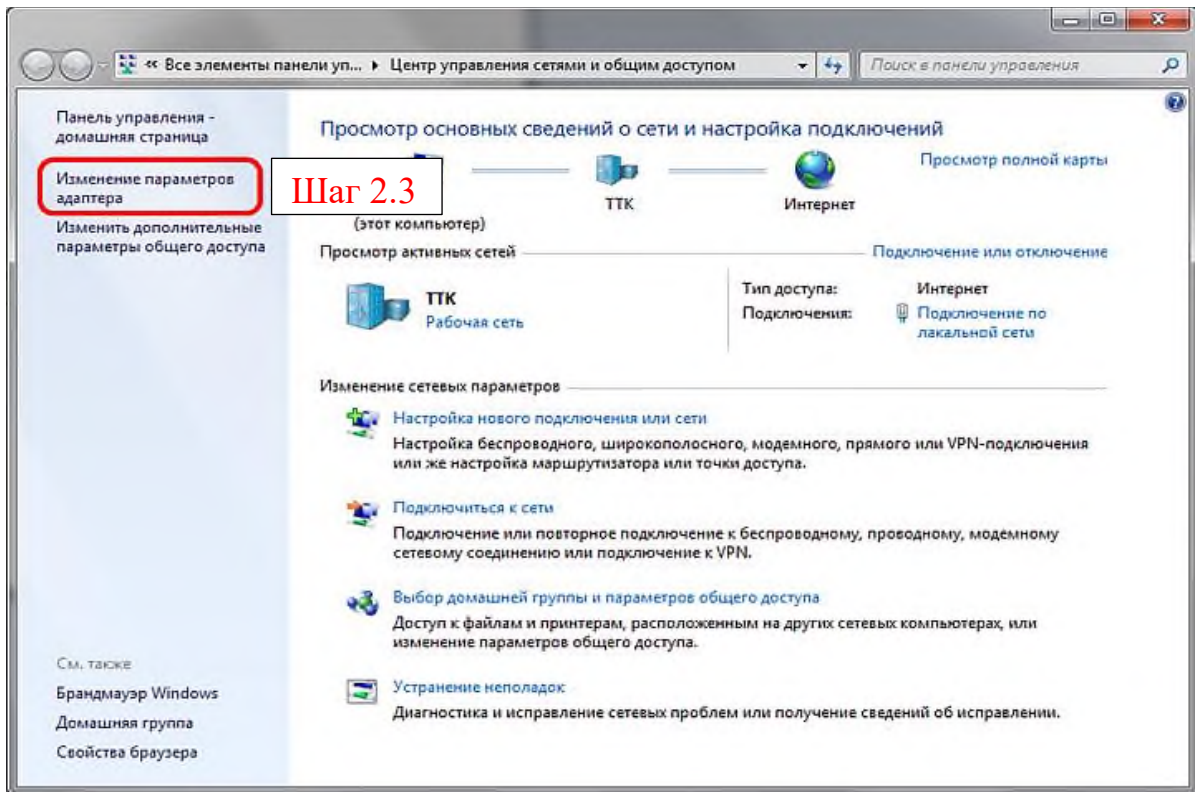 « Все элементы панели уп... ▸ Центр управления сетями и общим доступом
Поиск в панели управления
Панель управления -
домашняя страница
Изменение параметров
адаптера
Изменить дополнительные
параметры общего доступа
Шаг 2.3
Просмотр основных сведений о сети и настройка подключений
Просмотр полной карты
(этот компьютер)
ТТК
Интернет
Просмотр активных сетей
Подключение или отключение
ТТК
Рабочая сеть
Тип доступа:
Интернет
Подключения:
Подключение по
лакальной сети
Изменение сетевых параметров
Настройка нового подключения или сети
Настройка беспроводного, широкополосного, модемного, прямого или VPN-подключения
или же настройка маршрутизатора или точки доступа.
Подключиться к сети
Подключение или повторное подключение к беспроводному, проводному, модемному
сетевому соединению или подключение к VPN.
Выбор домашней группы и параметров общего доступа
Доступ к файлам и принтерам, расположенным на других сетевых компьютерах, или
изменение параметров общего доступа.
Устранение неполадок
Диагностика и исправление сетевых проблем или получение сведений об исправлении.
См. также
Брандмауэр Windows
Домашняя группа
Свойства браузера